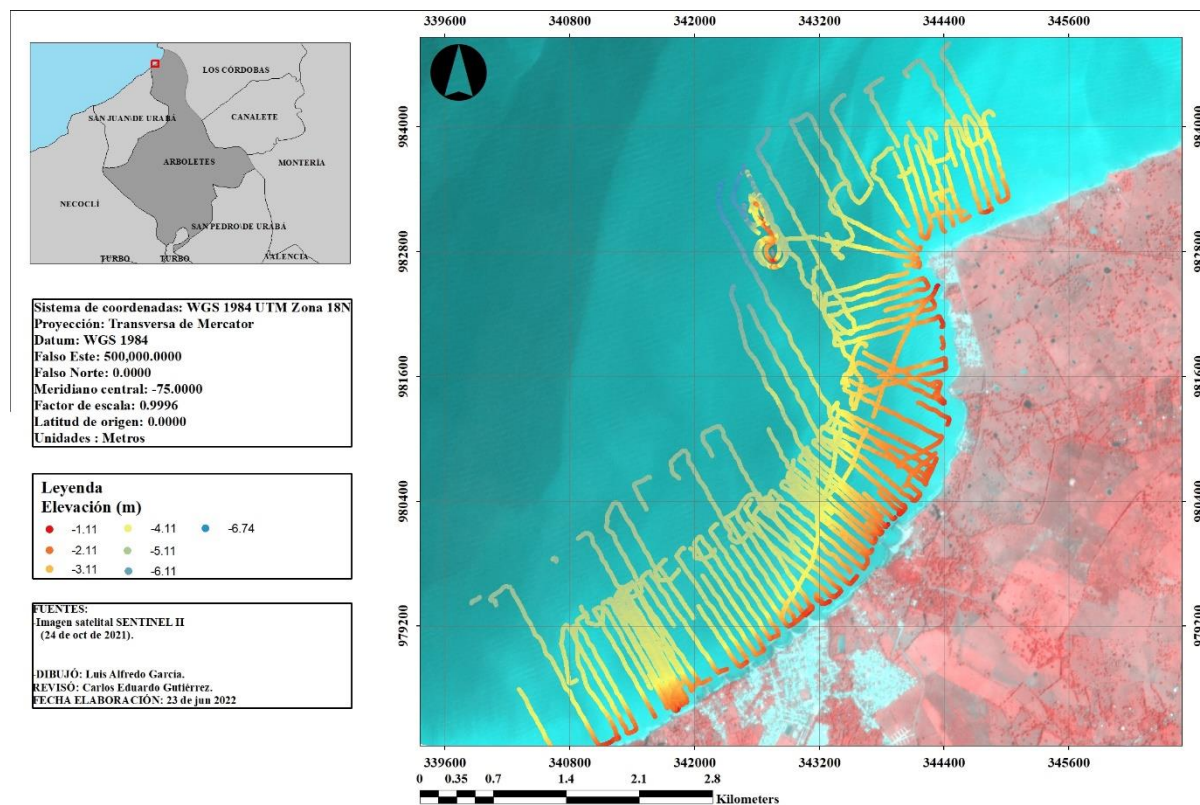 LOS CÓRDOBAS
SAN JUAN DE URABÁ
CANALETE
ARBOLETES
MONTERÍA
NECOCLÍ
SAN PEDRO DE URABÁ
TURBO
TURBO
VALENCIA
Sistema de coordenadas: WGS 1984 UTM Zona 18N
Proyección: Transversa de Mercator
Datum: WGS 1984
Falso Este: 500,000.0000
Falso Norte: 0.0000
Meridiano central: -75.0000
Factor de escala: 0.9996
Latitud de origen: 0.0000
Unidades : Metros
Leyenda
Elevación (m)
-1.11 -4.11 -6.74
-2.11 -5.11
-3.11 -6.11
FUENTES:
-Imagen satelital SENTINEL II
(24 de oct de 2021).
-DIBUJÓ: Luis Alfredo García.
REVISÓ: Carlos Eduardo Gutiérrez.
FECHA ELABORACIÓN: 23 de jun 2022
339600 340800 342000 343200 344400 345600
984000 984000
982800 982800
981600 981600
980400 980400
979200 979200
339600 340800 342000 343200 344400 345600
0 0.35 0.7 1.4 2.1 2.8
Kilometers